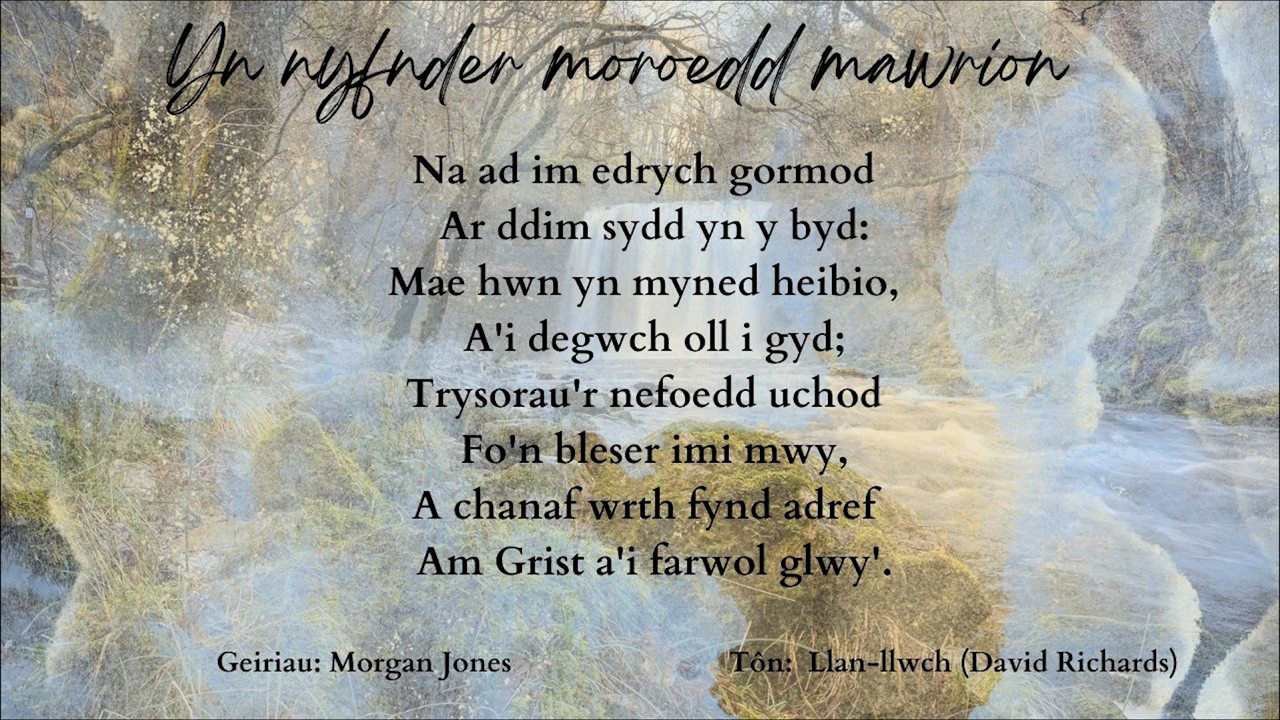 Yn nyfnder moroedd mawrion
Na ad im edrych gormod
Ar ddim sydd yn y byd:
Mae hwn yn myned heibio,
A'i degwch oll i gyd;
Trysorau'r nefoedd uchod
Fo'n bleser imi mwy,
A chanaf wrth fynd adref
Am Grist a'i farwol glwy'.
Geiriau: Morgan Jones
Tôn: Llan-llwch (David Richards)